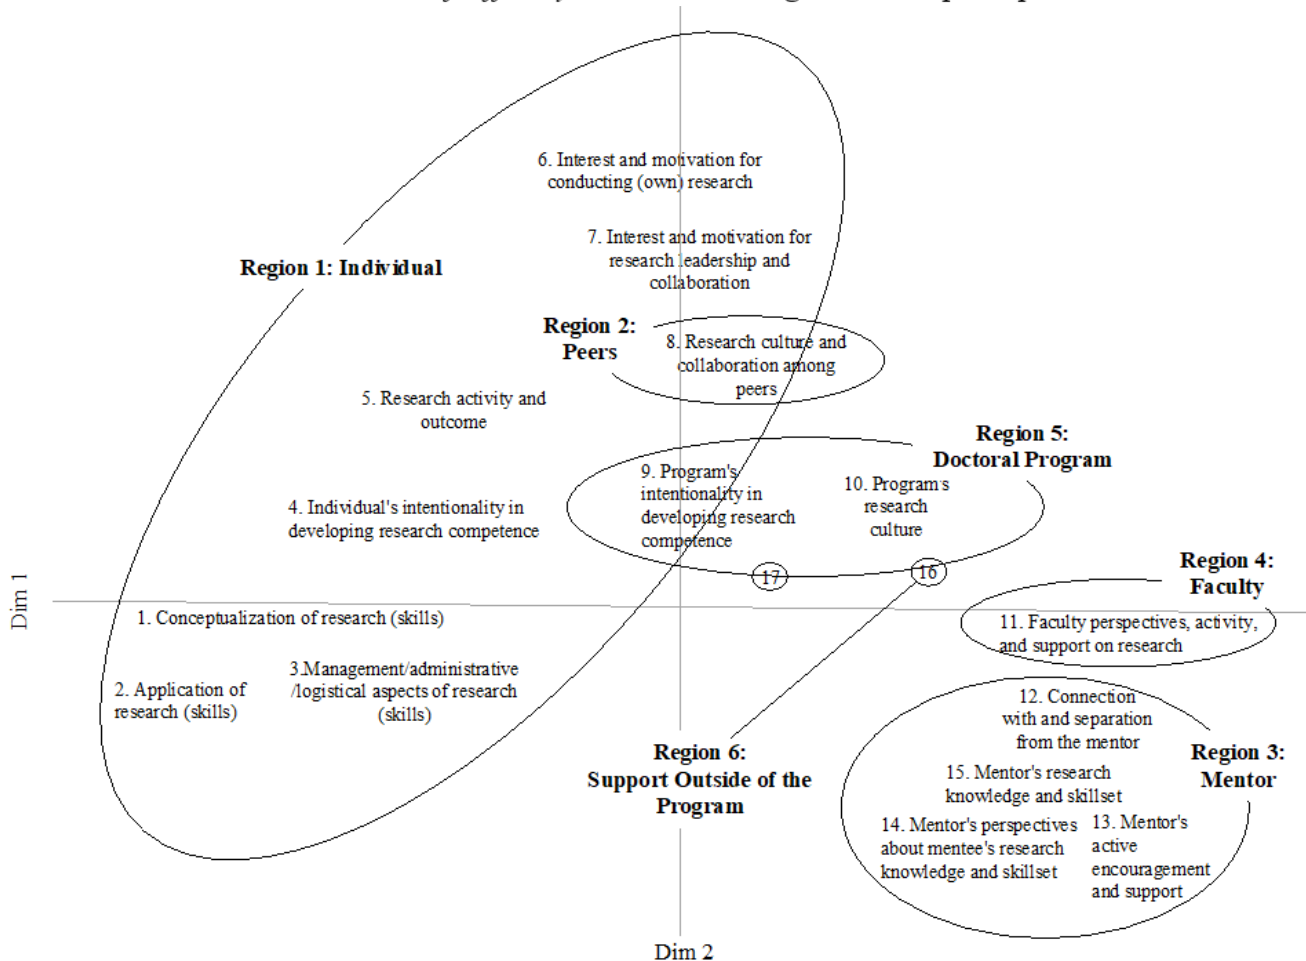 6. Interest and motivation for
conducting (own) research
7. Interest and motivation for
research leadership and
collaboration
Region 1: Individual
Region 2:
Peers
8. Research culture and
collaboration among
peers
5. Research activity and
outcome
Region 5:
Doctoral Program
9. Program's
intentionality in
developing research
competence
10. Program's
research
culture
4. Individual's intentionality in
developing research competence
17
16
Region 4:
Faculty
Dim 1
1. Conceptualization of research (skills)
11. Faculty perspectives, activity,
and support on research
2. Application of
research (skills)
3.Management/administrative
/logistical aspects of research
(skills)
12. Connection
with and separation
from the mentor
Region 6:
Support Outside of the
Program
Region 3:
Mentor
15. Mentor's research
knowledge and skillset
14. Mentor's perspectives
about mentee's research
knowledge and skillset
13. Mentor's
active
encouragement
and support
Dim 2